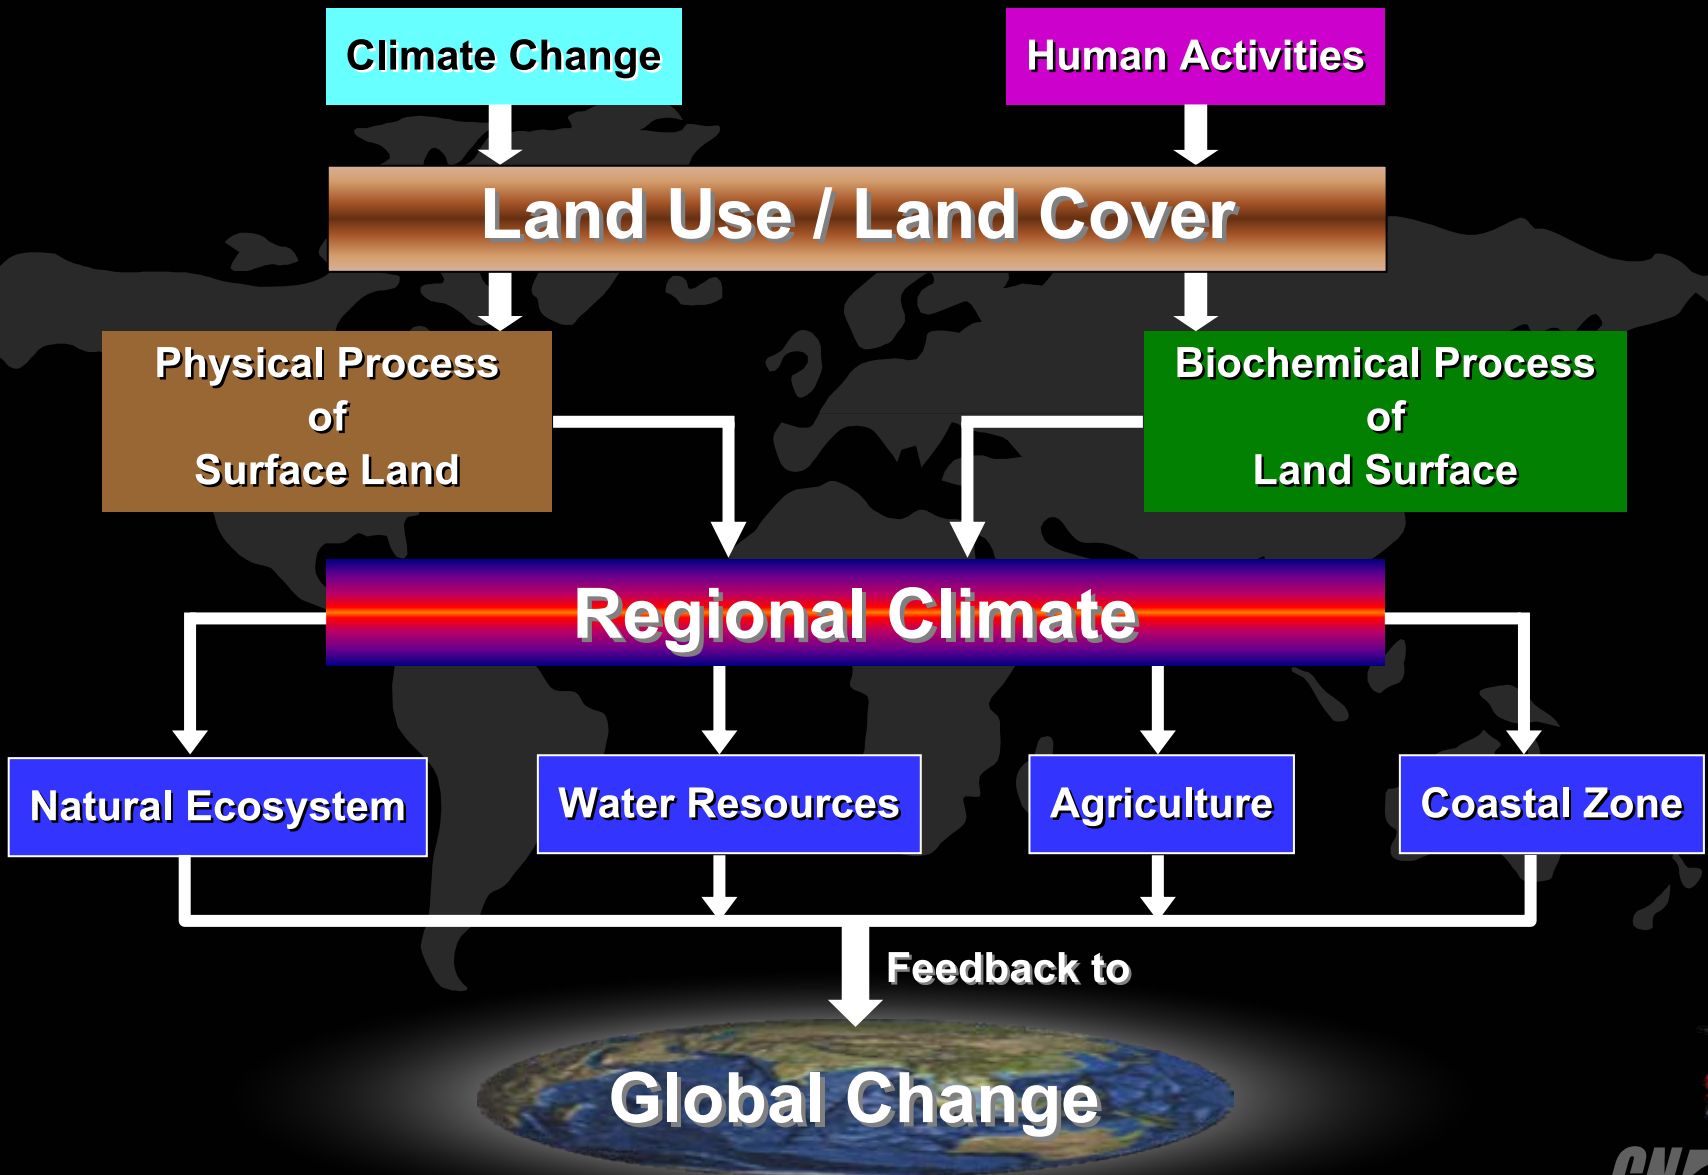 Climate Change
Human Activities
Land Use / Land Cover
Physical Process
of
Surface Land
Biochemical Process
of
Land Surface
Regional Climate
Natural Ecosystem
Water Resources
Agriculture
Coastal Zone
Feedback to
Global Change